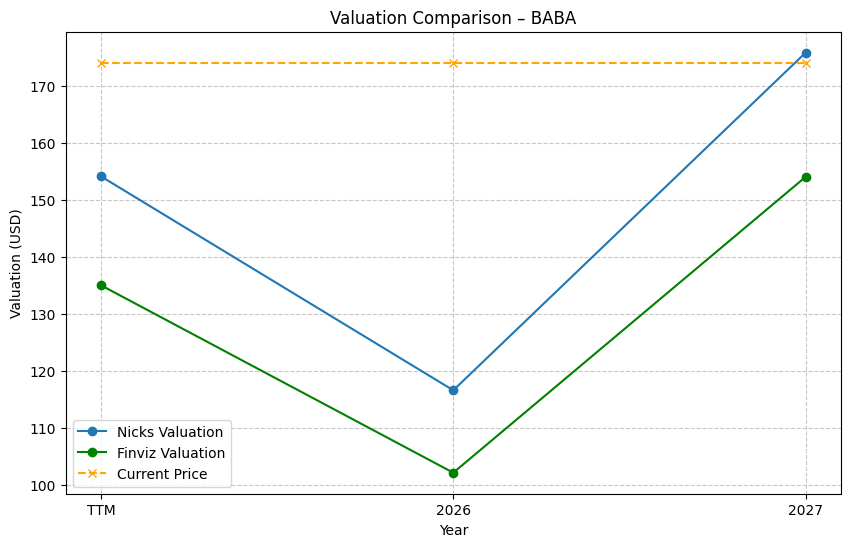 Valuation Comparison – BABA
Valuation (USD)
170
160
150
140
130
120
110
100
Nicks Valuation
Finviz Valuation
Current Price
TTM
2026
2027
Year